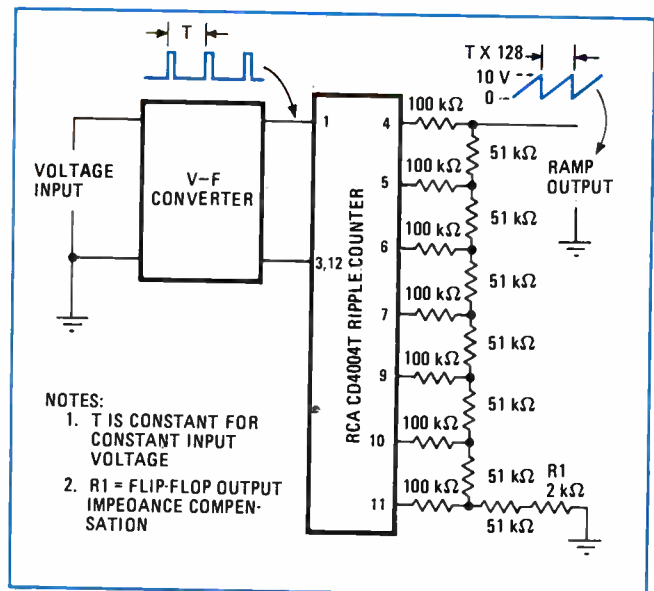 T
T X 128
10 V
0
VOLTAGE
INPUT
V–F
CONVERTER
1
3,12
RCA CD4004T RIPPLE COUNTER
4
5
6
7
9
10
11
100 kΩ
100 kΩ
100 kΩ
100 kΩ
100 kΩ
100 kΩ
100 kΩ
51 kΩ
51 kΩ
51 kΩ
51 kΩ
51 kΩ
51 kΩ
51 kΩ
R1
2 kΩ
RAMP
OUTPUT
NOTES:
1. T IS CONSTANT FOR
CONSTANT INPUT
VOLTAGE
2. R1 = FLIP-FLOP OUTPUT
IMPEDANCE COMPEN-
SATION